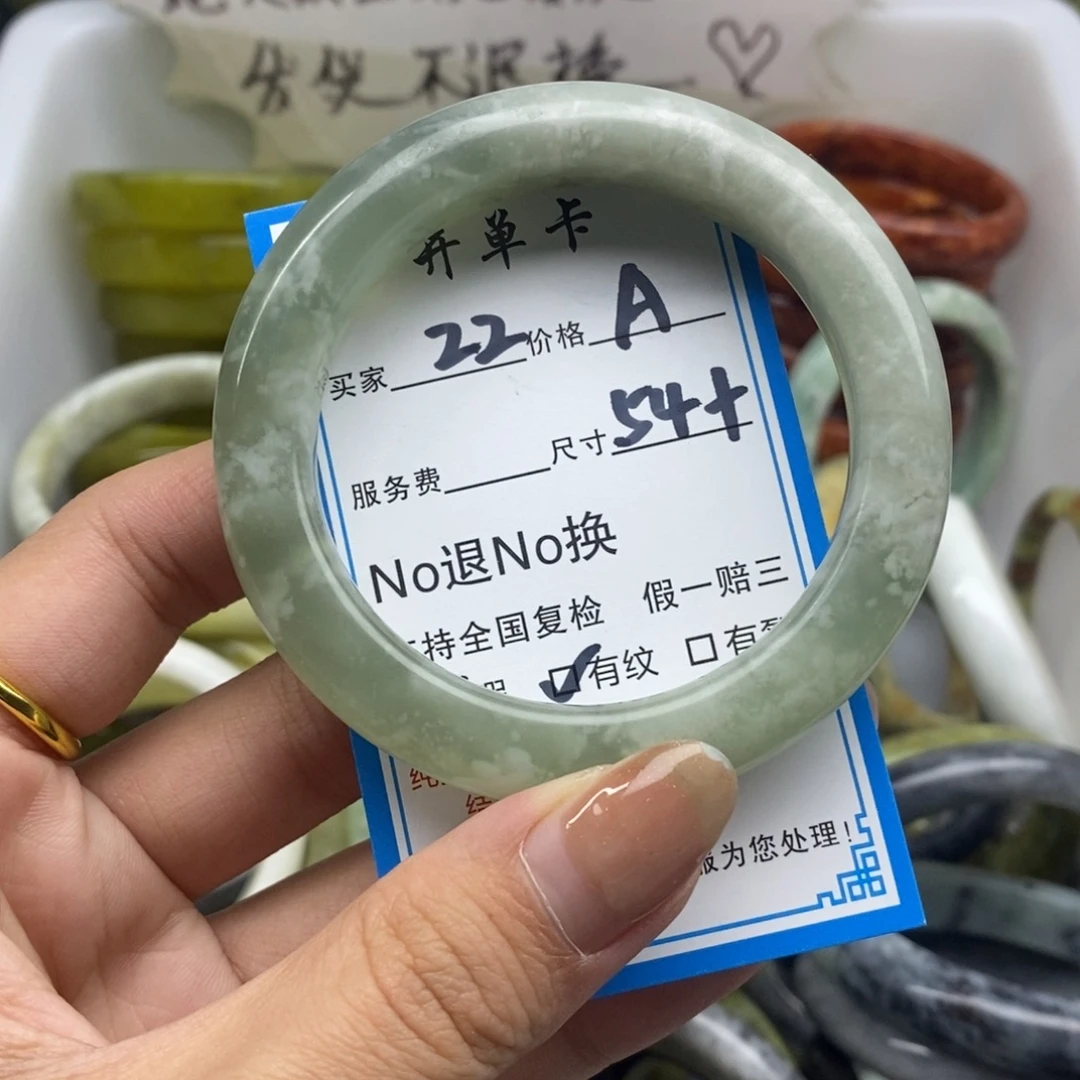 不退换
开单卡
买家 22 价格 A
服务费 尺寸 54+
No退No换
持全国复检 假一赔三
☑有纹 □有
服为您处理!